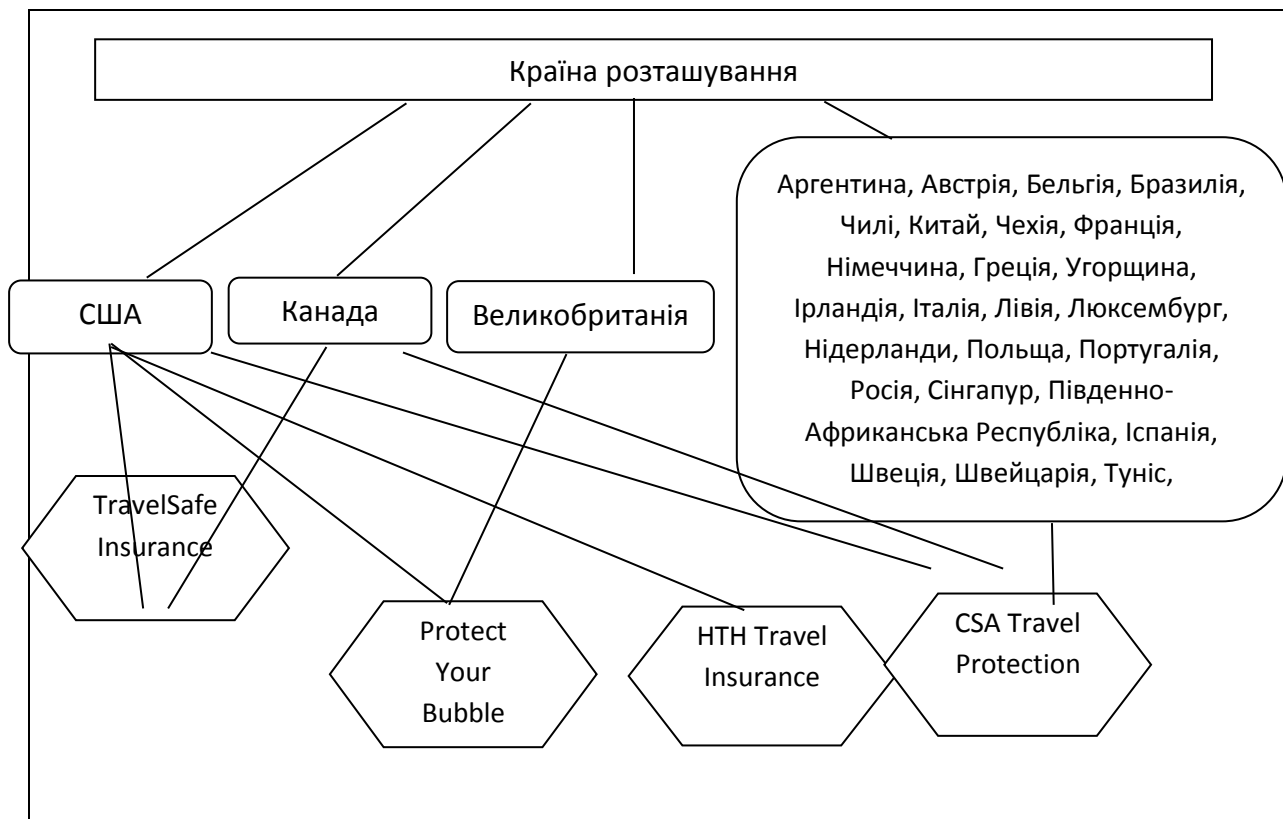 Країна розташування
Аргентина, Австрія, Бельгія, Бразилія,
Чилі, Китай, Чехія, Франція,
Німеччина, Греція, Угорщина,
Ірландія, Італія, Лівія, Люксембург,
Нідерланди, Польща, Португалія,
Росія, Сінгапур, Південно-
Африканська Республіка, Іспанія,
Швеція, Швейцарія, Туніс,
США
Канада
Великобританія
TravelSafe
Insurance
Protect
Your
Bubble
HTH Travel
Insurance
CSA Travel
Protection